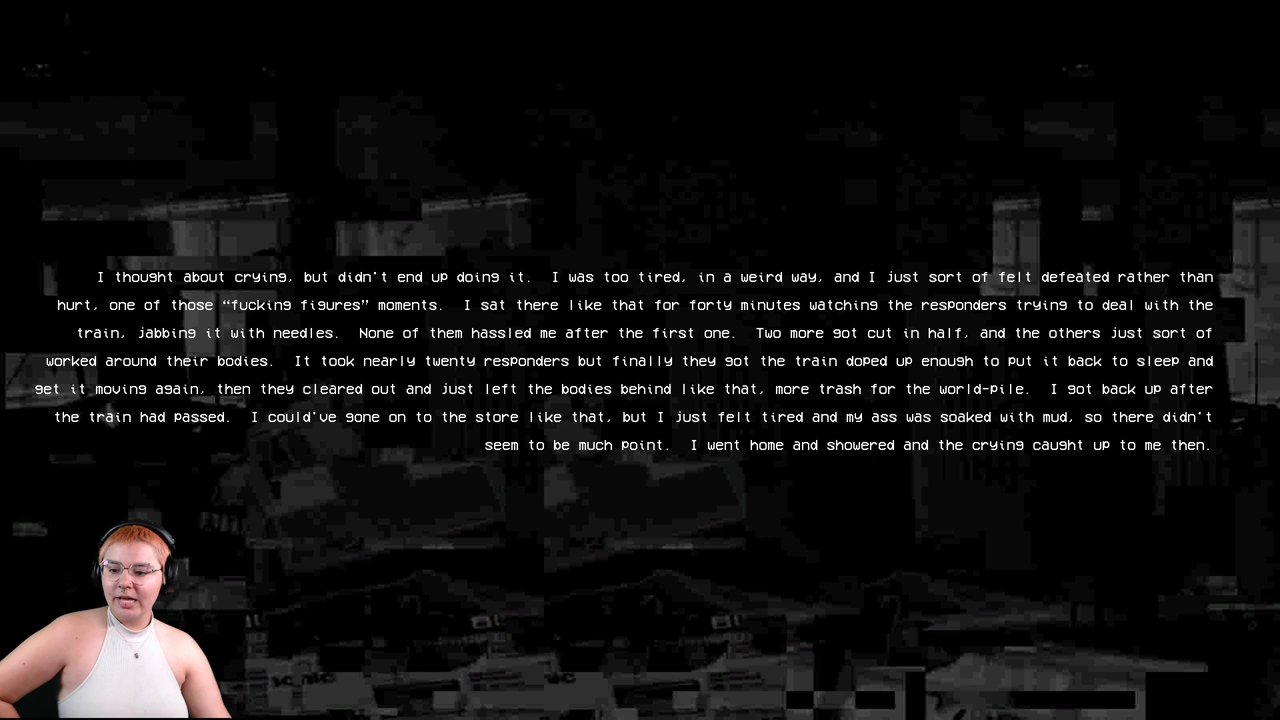 I thought about crying, but didn't end up doing it.  I was too tired, in a weird way, and I just sort of felt defeated rather than
hurt, one of those “fucking figures” moments.  I sat there like that for forty minutes watching the responders trying to deal with the
train, jabbing it with needles.  None of them hassled me after the first one.  Two more got cut in half, and the others just sort of
worked around their bodies.  It took nearly twenty responders but finally they got the train doped up enough to put it back to sleep and
get it moving again, then they cleared out and just left the bodies behind like that, more trash for the world-pile.  I got back up after
the train had passed.  I could've gone on to the store like that, but I just felt tired and my ass was soaked with mud, so there didn't
seem to be much point.  I went home and showered and the crying caught up to me then.